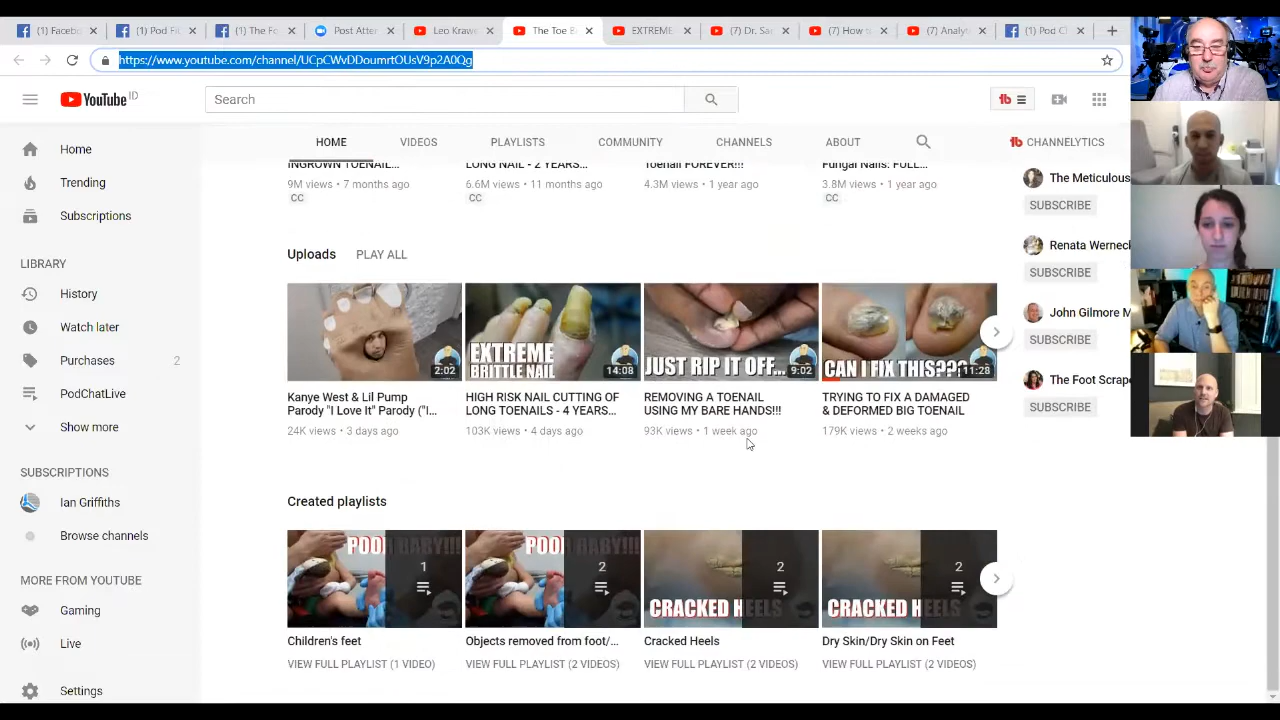 (1) Faceb
(1) Pod Fi
(1) The Fo
Post Atten
Leo Krawe
The Toe B
EXTREME
(7) Dr. Sa
(7) How t
(7) Analyt
(1) Pod C
https://www.youtube.com/channel/UCpCWvDDoumrtOUsV9p2A0Qg
YouTube ID
Search
HOME
VIDEOS
PLAYLISTS
COMMUNITY
CHANNELS
ABOUT
CHANNELYTICS
Home
Trending
Subscriptions
LIBRARY
History
Watch later
Purchases 2
PodChatLive
Show more
SUBSCRIPTIONS
Ian Griffiths
Browse channels
MORE FROM YOUTUBE
Gaming
Live
Settings
INGROWN TOENAIL...
9M views • 7 months ago
CC
LONG NAIL - 2 YEARS...
6.6M views • 11 months ago
CC
Toenail FOREVER!!!
4.3M views • 1 year ago
Fungal Nails: FULL...
3.8M views • 1 year ago
CC
Uploads PLAY ALL
2:02
Kanye West & Lil Pump
Parody "I Love It" Parody ("I...
24K views • 3 days ago
EXTREME
BRITTLE NAIL
14:08
HIGH RISK NAIL CUTTING OF
LONG TOENAILS - 4 YEARS...
103K views • 4 days ago
JUST RIP IT OFF...
9:02
REMOVING A TOENAIL
USING MY BARE HANDS!!!
93K views • 1 week ago
CAN I FIX THIS???
11:28
TRYING TO FIX A DAMAGED
& DEFORMED BIG TOENAIL
179K views • 2 weeks ago
Created playlists
POOR BABY!!!
1
Children's feet
VIEW FULL PLAYLIST (1 VIDEO)
POOR BABY!!!
2
Objects removed from foot/...
VIEW FULL PLAYLIST (2 VIDEOS)
CRACKED HEELS
2
Cracked Heels
VIEW FULL PLAYLIST (2 VIDEOS)
CRACKED HEELS
2
Dry Skin/Dry Skin on Feet
VIEW FULL PLAYLIST (2 VIDEOS)
The Meticulous
SUBSCRIBE
Renata Werneck
SUBSCRIBE
John Gilmore M
SUBSCRIBE
The Foot Scrape
SUBSCRIBE